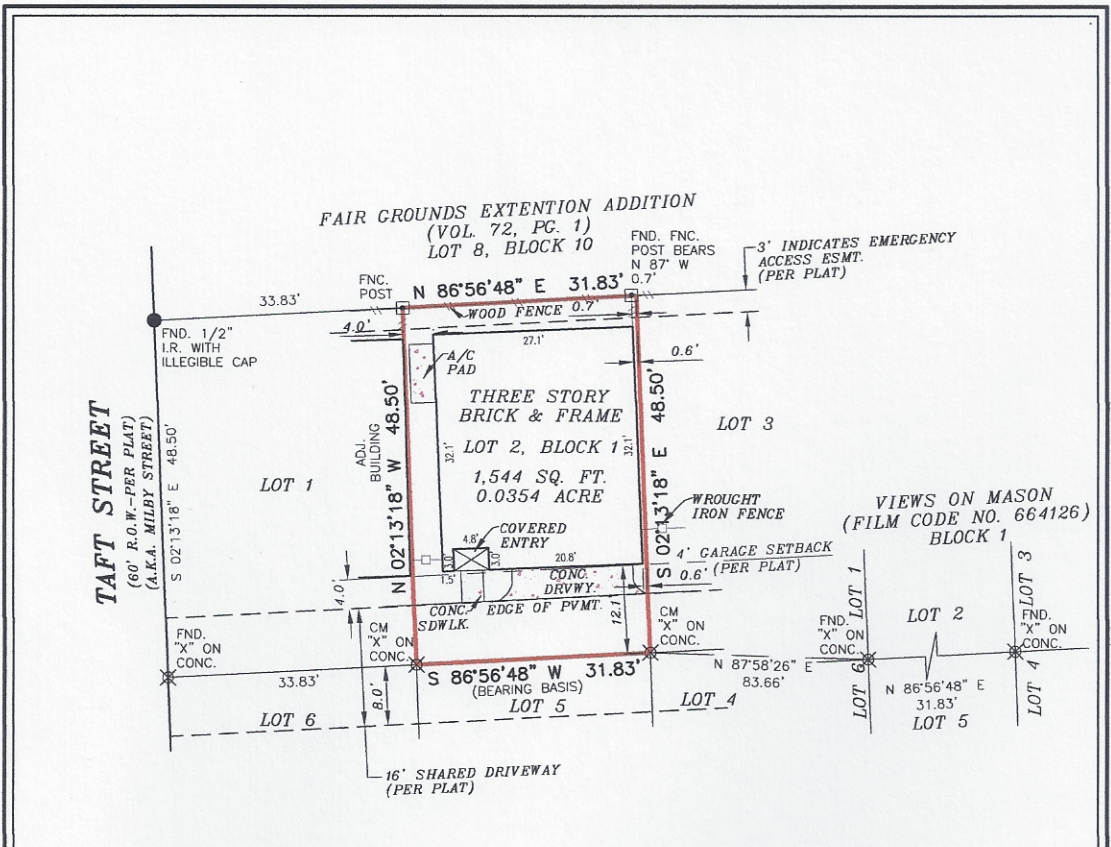 FAIR GROUNDS EXTENTION ADDITION
(VOL. 72, PG. 1)
LOT 8, BLOCK 10
FND. FNC.
POST BEARS
N 87° W
0.7'
3' INDICATES EMERGENCY
ACCESS ESMT.
(PER PLAT)
FNC.
POST
N 86°56'48" E 31.83'
33.83'
WOOD FENCE
0.7'
FND. 1/2"
I.R. WITH
ILLEGIBLE CAP
4.0'
27.1'
A/C
PAD
0.6'
THREE STORY
BRICK & FRAME
LOT 2, BLOCK 1
1,544 SQ. FT.
0.0354 ACRE
32.1'
32.1'
N 02°13'18" W 48.50'
S 02°13'18" E 48.50'
ADJ.
BUILDING
LOT 1
LOT 3
TAFT STREET
(60' R.O.W.-PER PLAT)
(A.K.A. MILBY STREET)
S 02°13'18" E 48.50'
WROUGHT
IRON FENCE
VIEWS ON MASON
(FILM CODE NO. 664126)
BLOCK 1
COVERED
ENTRY
4.8'
3.0'
3.0'
20.8'
1.5'
4' GARAGE SETBACK
(PER PLAT)
0.6'
CONC.
DRVWY.
4.0'
CONC.
SDWLK.
EDGE OF PVMT.
12.1'
FND.
"X" ON
CONC.
CM
"X" ON
CONC.
CM
"X" ON
CONC.
FND.
"X" ON
CONC.
LOT 1
LOT 2
LOT 3
FND.
"X" ON
CONC.
33.83'
S 86°56'48" W 31.83'
(BEARING BASIS)
N 87°58'26" E
83.66'
LOT 6
N 86°56'48" E
31.83'
LOT 5
LOT 4
8.0'
LOT 6
LOT 5
LOT 4
16' SHARED DRIVEWAY
(PER PLAT)